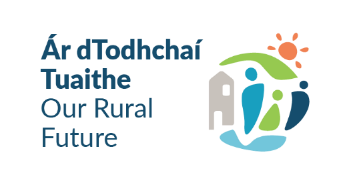 Ár dTodhchaí
Tuaithe
Our Rural
Future